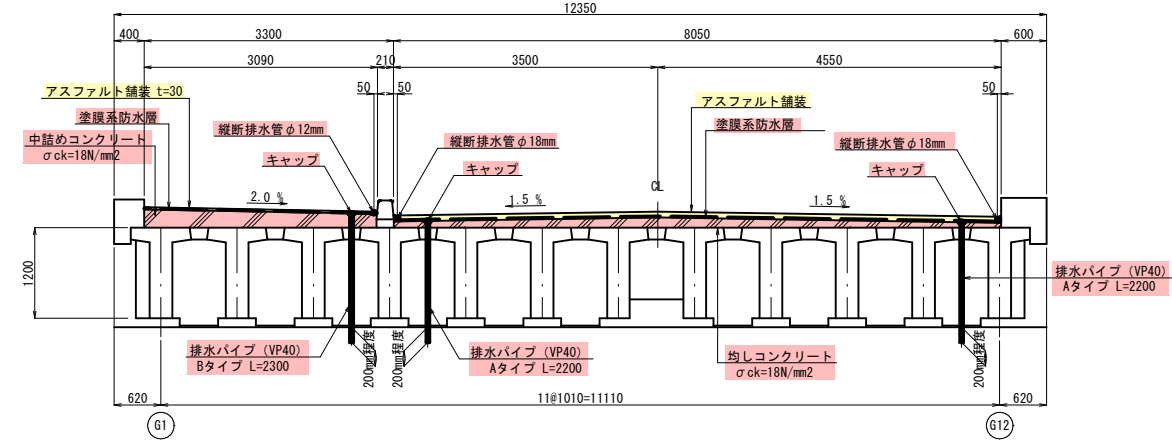 12350
400
3300
8050
600
3090
210
3500
4550
50
50
50
アスファルト舗装 t=30
塗膜系防水層
中詰めコンクリート
σck=18N/mm2
縦断排水管φ12mm
キャップ
縦断排水管φ18mm
キャップ
アスファルト舗装
塗膜系防水層
縦断排水管φ18mm
キャップ
CL
2.0 %
1.5 %
1.5 %
1200
排水パイプ（VP40）
Aタイプ L=2200
排水パイプ（VP40）
Bタイプ L=2300
200mm程度
200mm程度
排水パイプ（VP40）
Aタイプ L=2200
均しコンクリート
σck=18N/mm2
200mm程度
620
11@1010=11110
620
G1
G12